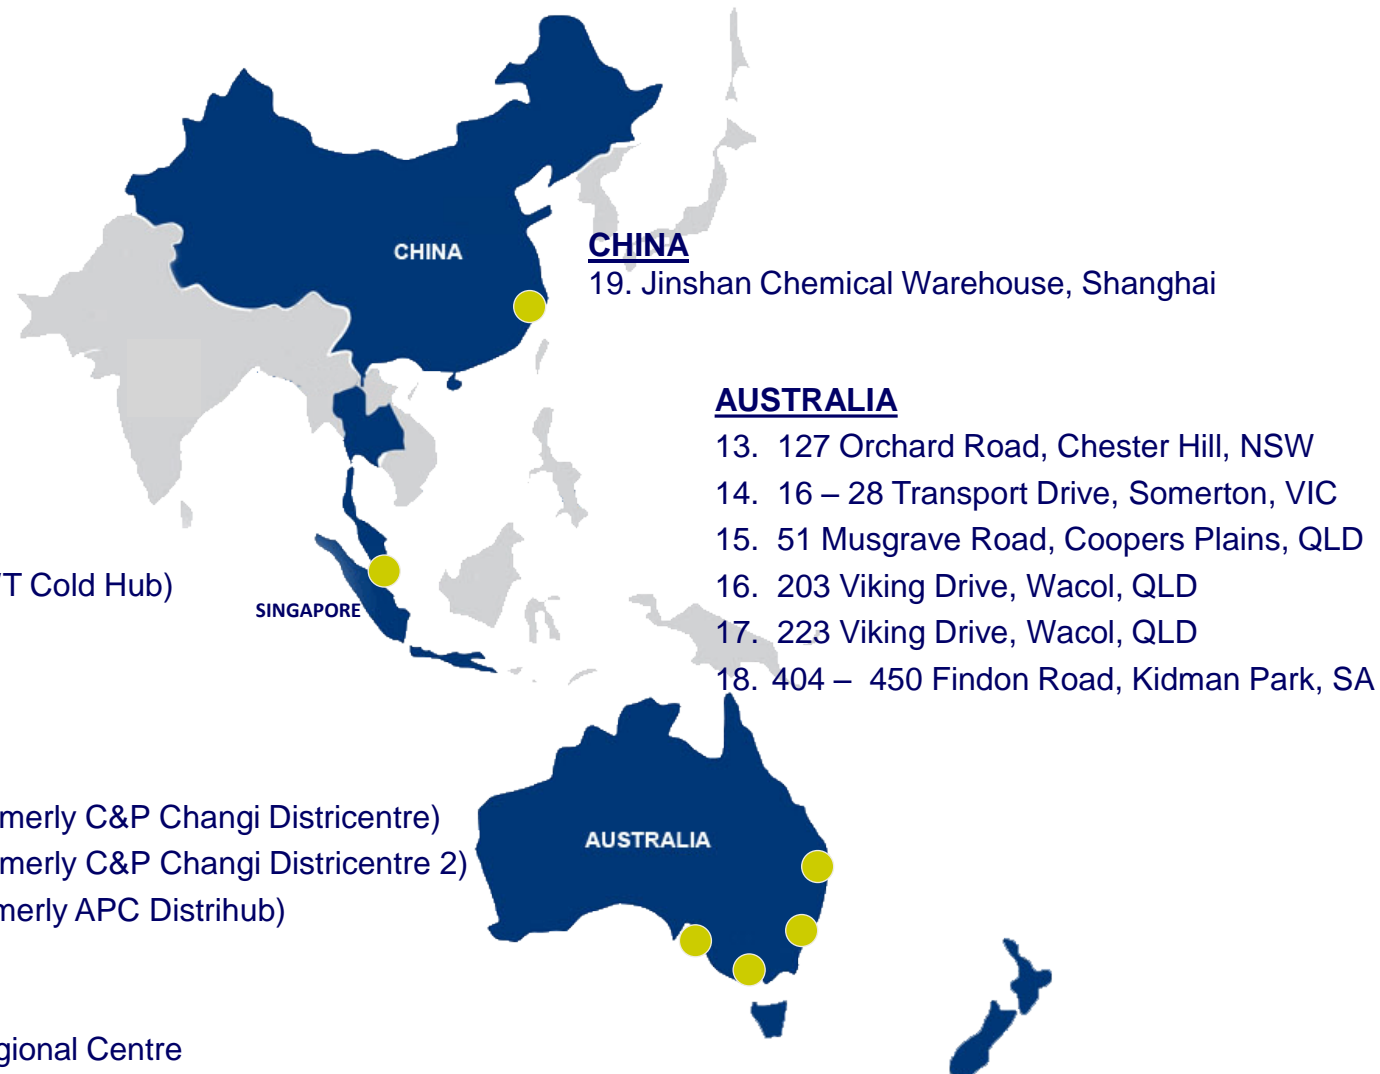 CHINA
CHINA
19. Jinshan Chemical Warehouse, Shanghai
AUSTRALIA
13. 127 Orchard Road, Chester Hill, NSW
14. 16 – 28 Transport Drive, Somerton, VIC
15. 51 Musgrave Road, Coopers Plains, QLD
16. 203 Viking Drive, Wacol, QLD
17. 223 Viking Drive, Wacol, QLD
18. 404 – 450 Findon Road, Kidman Park, SA
T Cold Hub)
SINGAPORE
merly C&P Changi Districentre)
merly C&P Changi Districentre 2)
merly APC Distrihub)
AUSTRALIA
gional Centre